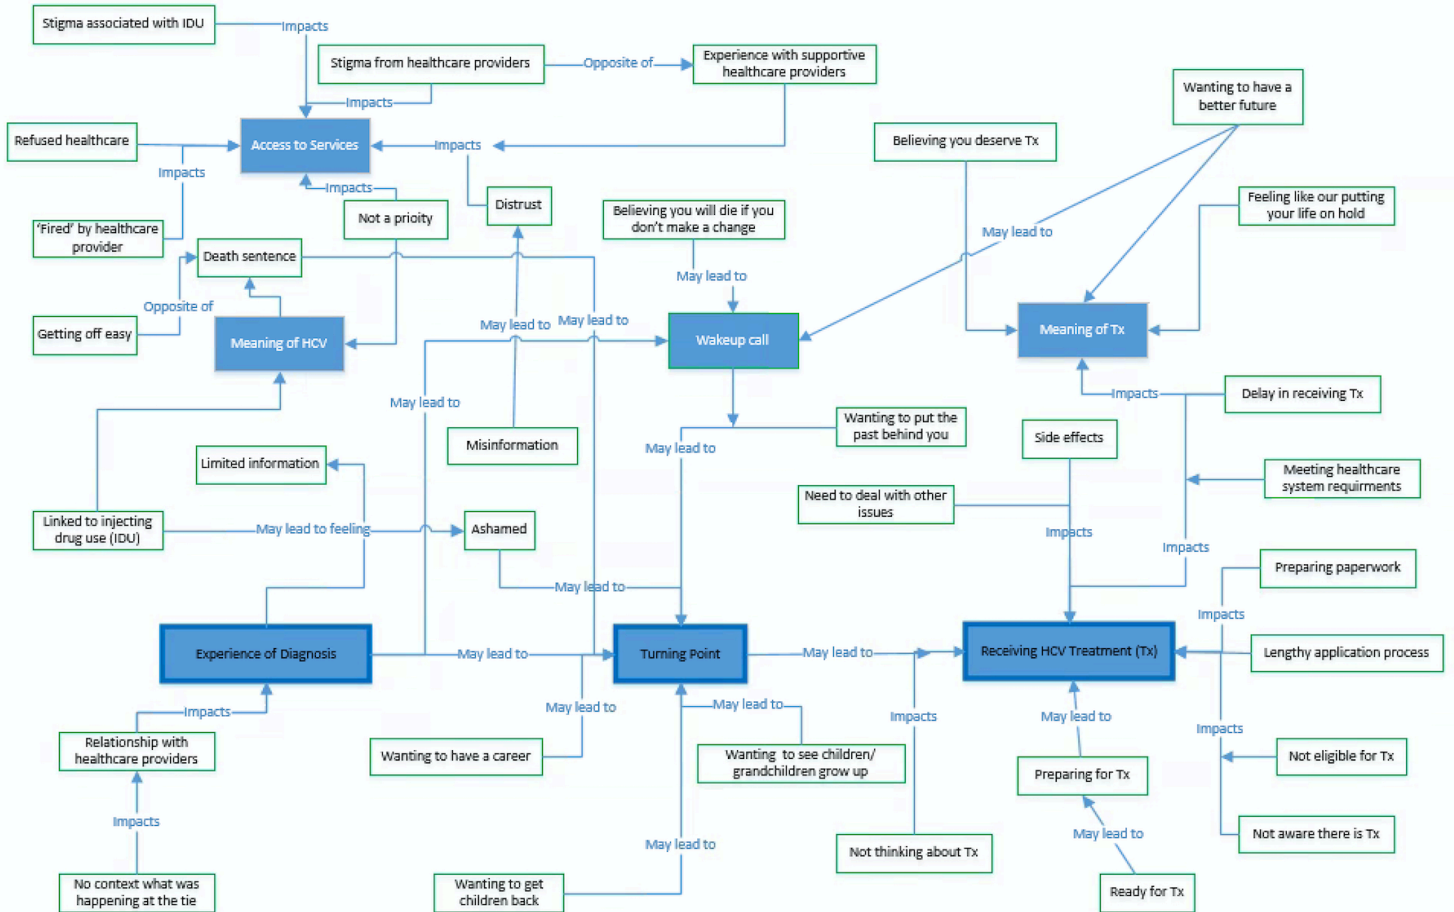 Stigma associated with IDU
Impacts
Stigma from healthcare providers
Opposite of
Experience with supportive
healthcare providers
Wanting to have a
better future
Impacts
Refused healthcare
Access to Services
Impacts
Believing you deserve Tx
Impacts
Impacts
Not a prioity
Distrust
Believing you will die if you
don't make a change
Feeling like our putting
your life on hold
'Fired' by healthcare
provider
May lead to
Death sentence
May lead to
Opposite of
Getting off easy
Meaning of HCV
May lead to
May lead to
Wakeup call
Meaning of Tx
May lead to
Impacts
Delay in receiving Tx
Wanting to put the
past behind you
Misinformation
May lead to
Side effects
Limited information
Meeting healthcare
system requirments
Need to deal with other
issues
Linked to injecting
drug use (IDU)
May lead to feeling
Ashamed
Impacts
Impacts
Preparing paperwork
May lead to
Impacts
Experience of Diagnosis
May lead to
Turning Point
May lead to
Receiving HCV Treatment (Tx)
Lengthy application process
Impacts
May lead to
May lead to
Impacts
May lead to
Impacts
Relationship with
healthcare providers
Wanting to have a career
Wanting to see children/
grandchildren grow up
Preparing for Tx
Not eligible for Tx
Impacts
May lead to
Not thinking about Tx
May lead to
Not aware there is Tx
No context what was
happening at the tie
Wanting to get
children back
Ready for Tx